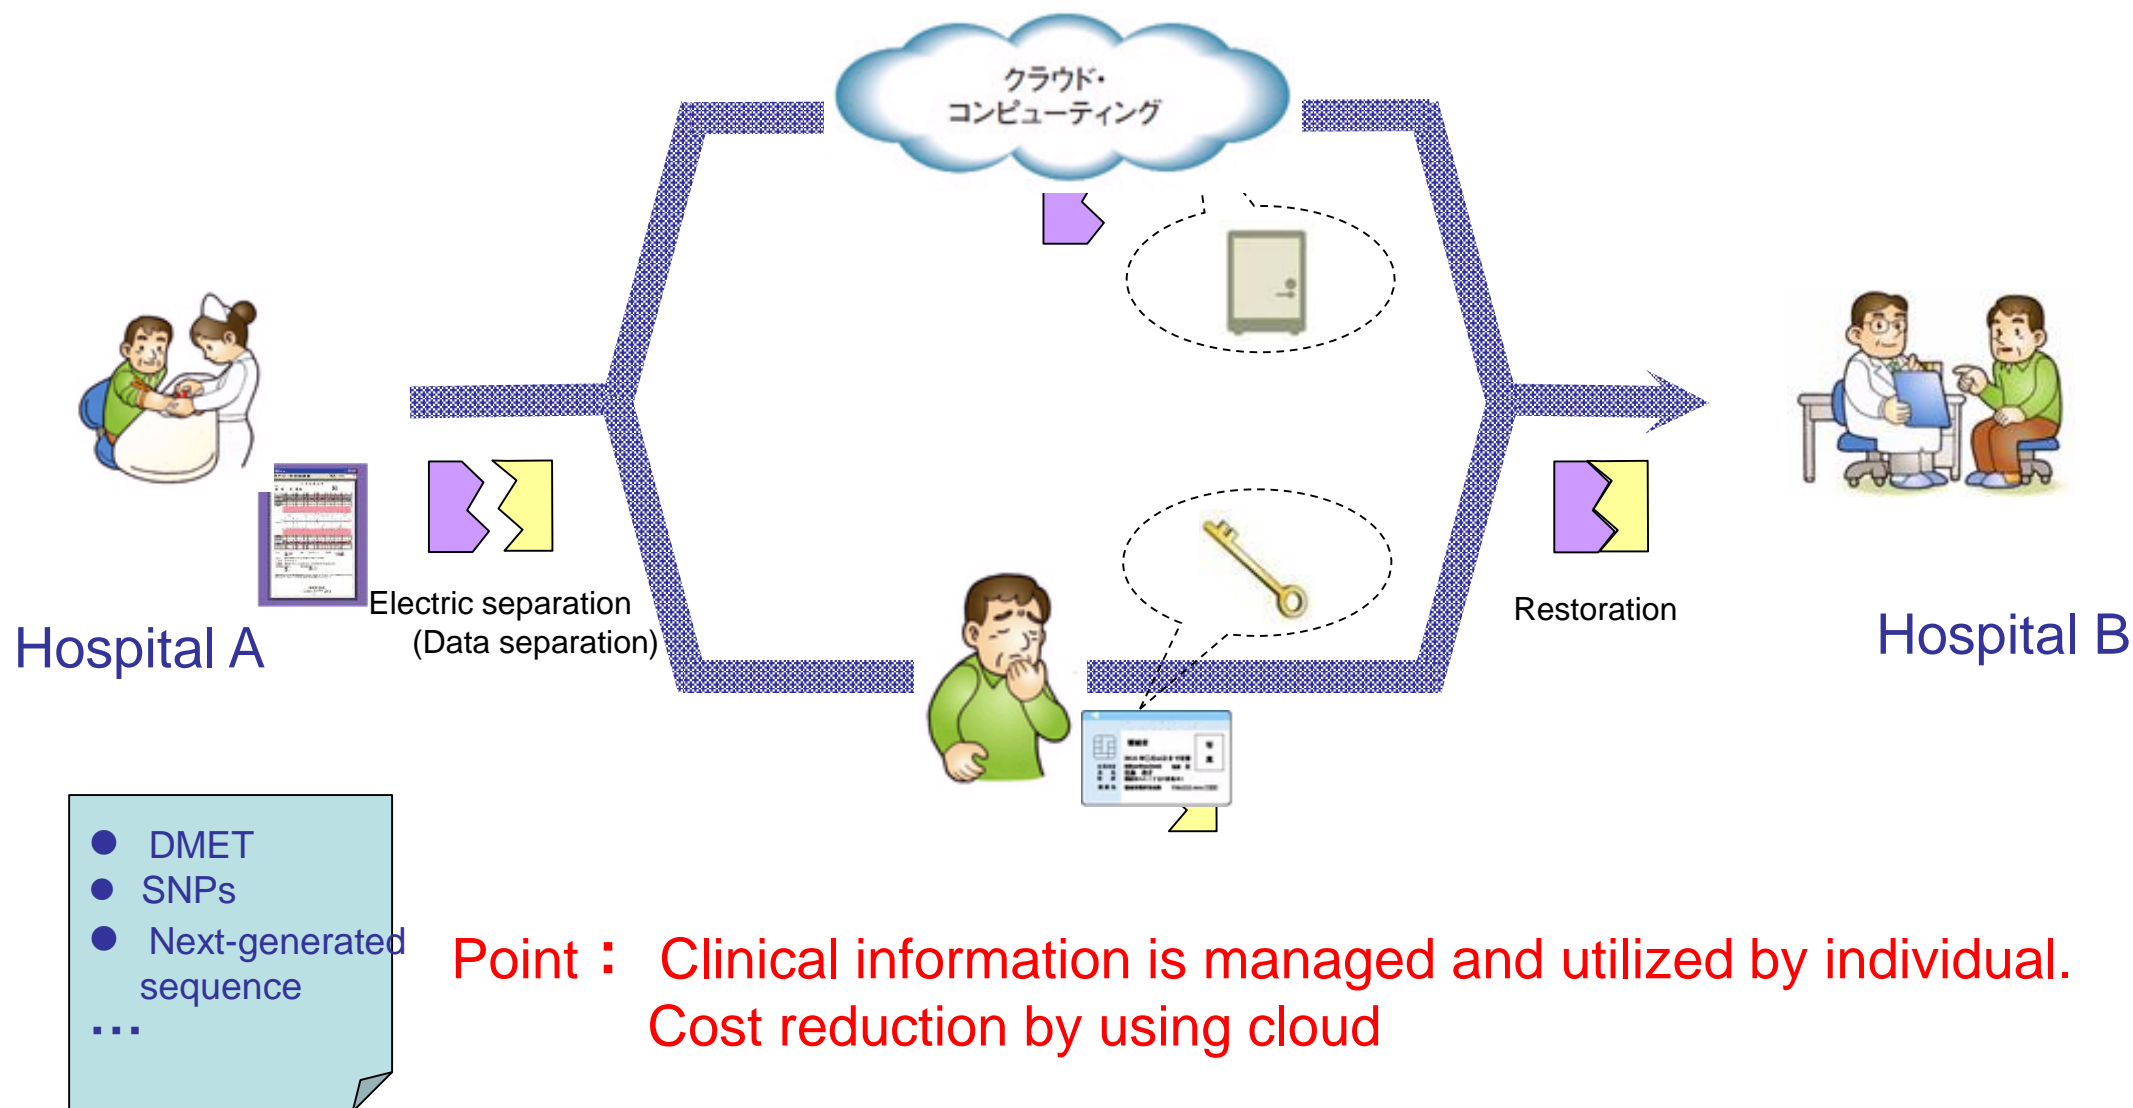 クラウド・
コンピューティング
Electric separation
(Data separation)
Restoration
Hospital A
Hospital B
● DMET
● SNPs
● Next-generated
sequence
…
Point： Clinical information is managed and utilized by individual.
Cost reduction by using cloud